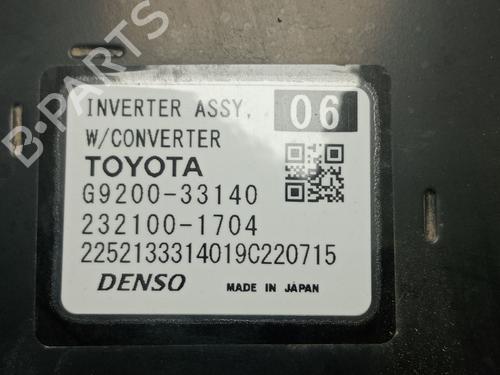 B-PARTS
INVERTER ASSY, 06
W/CONVERTER
TOYOTA
G9200-33140
232100-1704
2252133314019C220715
DENSO MADE IN JAPAN